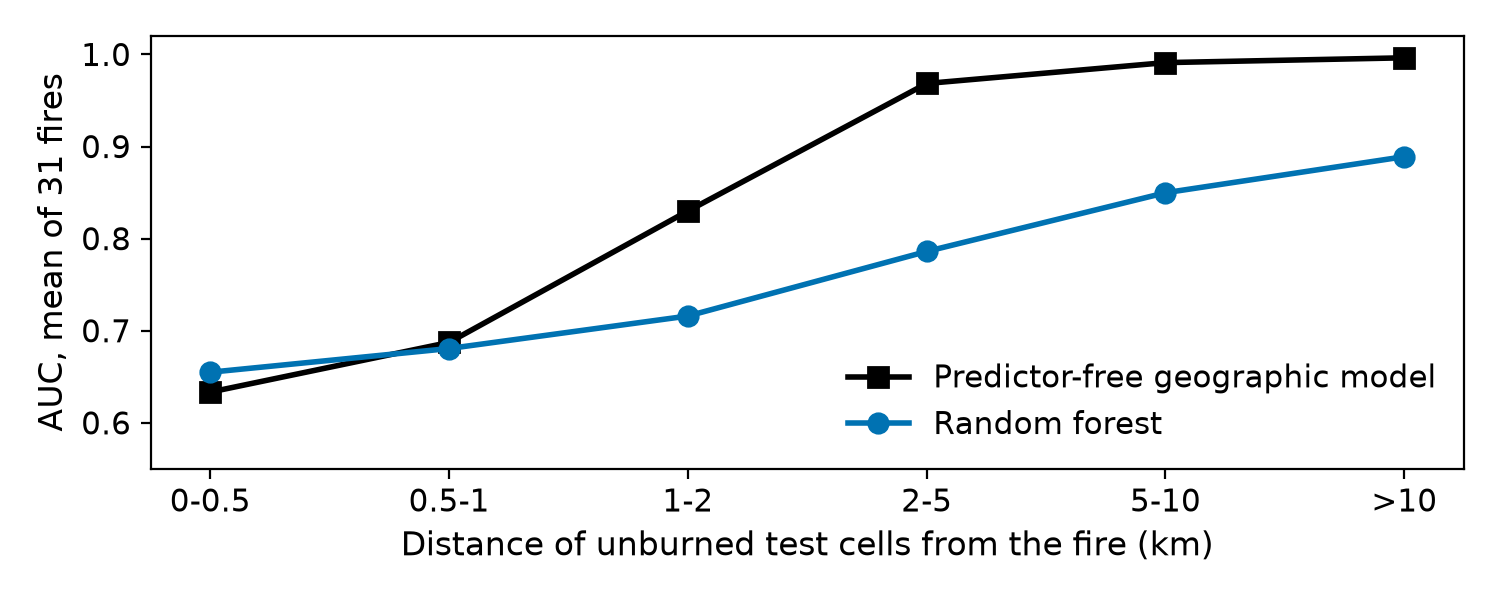 AUC, mean of 31 fires
1.0
0.9
0.8
0.7
0.6
Predictor-free geographic model
Random forest
0-0.5 0.5-1 1-2 2-5 5-10 >10
Distance of unburned test cells from the fire (km)